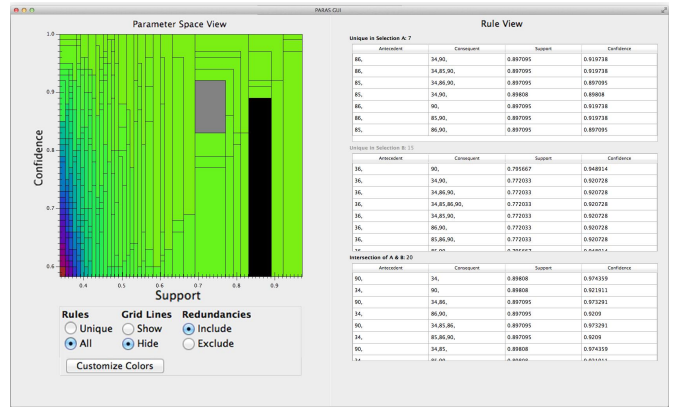 PARAS GUI
Parameter Space View
1.0
0.9
0.8
0.7
0.6
Confidence
0.4 0.5 0.6 0.7 0.8 0.9
Support
Rules Grid Lines Redundancies
Unique Show Include
All Hide Exclude
Customize Colors
Rule View
Unique in Selection A: 7
Antecedent Consequent Support Confidence
86, 34,90, 0.897095 0.919738
86, 34,85,90, 0.897095 0.919738
85, 34,86,90, 0.897095 0.897095
85, 34,90, 0.89808 0.89808
86, 90, 0.897095 0.919738
86, 85,90, 0.897095 0.919738
85, 86,90, 0.897095 0.897095
Unique in Selection B: 15
Antecedent Consequent Support Confidence
36, 90, 0.795667 0.948914
36, 34,90, 0.772033 0.920728
36, 34,86,90, 0.772033 0.920728
36, 34,85,86,90, 0.772033 0.920728
36, 34,85,90, 0.772033 0.920728
36, 86,90, 0.772033 0.920728
36, 85,86,90, 0.772033 0.920728
Intersection of A & B: 20
Antecedent Consequent Support Confidence
90, 34, 0.89808 0.974359
34, 90, 0.89808 0.921911
90, 34,86, 0.897095 0.973291
34, 86,90, 0.897095 0.9209
90, 34,85,86, 0.897095 0.973291
34, 85,86,90, 0.897095 0.9209
90, 34,85, 0.89808 0.974359